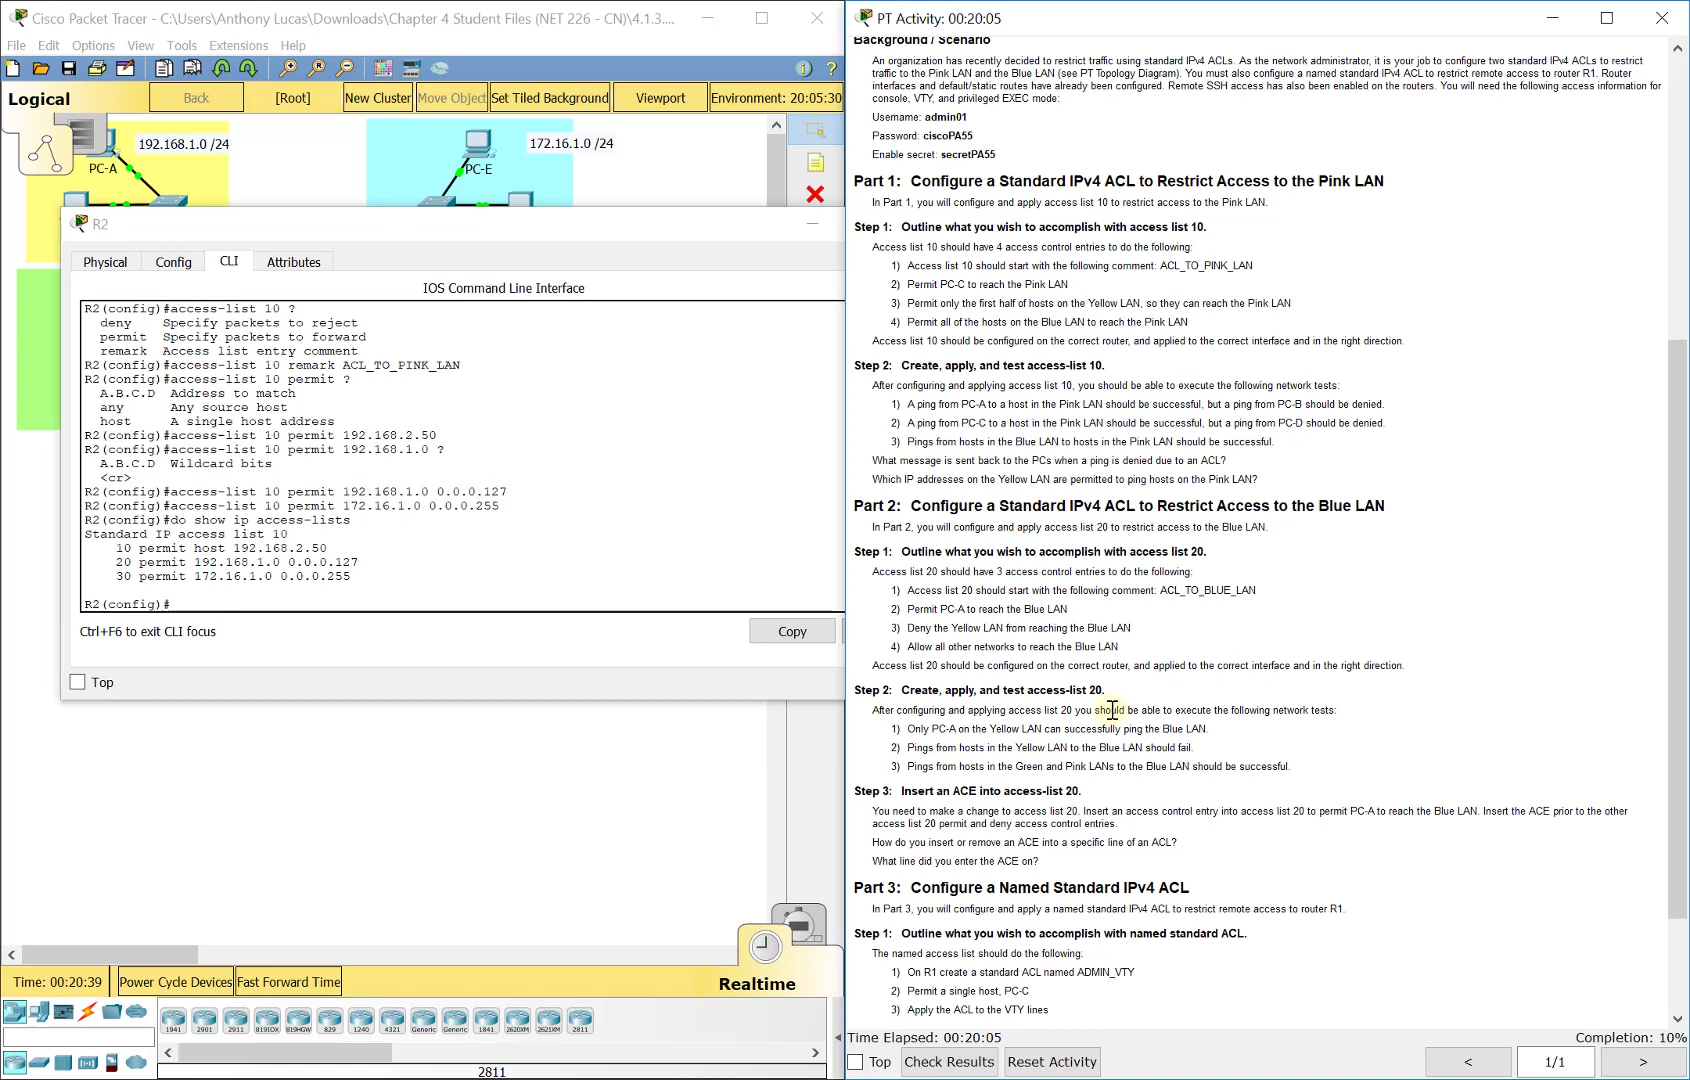 Cisco Packet Tracer - C:\Users\Anthony Lucas\Downloads\Chapter 4 Student Files (NET 226 - CN)\4.1.3....
File Edit Options View Tools Extensions Help
Logical
Back
[Root]
New Cluster
Move Object
Set Tiled Background
Viewport
Environment: 20:05:30
192.168.1.0 /24
PC-A
172.16.1.0 /24
PC-E
R2
Physical
Config
CLI
Attributes
IOS Command Line Interface
R2(config)#access-list 10 ?
deny Specify packets to reject
permit Specify packets to forward
remark Access list entry comment
R2(config)#access-list 10 remark ACL_TO_PINK_LAN
R2(config)#access-list 10 permit ?
A.B.C.D Address to match
any Any source host
host A single host address
R2(config)#access-list 10 permit 192.168.2.50
R2(config)#access-list 10 permit 192.168.1.0 ?
A.B.C.D Wildcard bits
<cr>
R2(config)#access-list 10 permit 192.168.1.0 0.0.0.127
R2(config)#access-list 10 permit 172.16.1.0 0.0.0.255
R2(config)#do show ip access-lists
Standard IP access list 10
10 permit host 192.168.2.50
20 permit 192.168.1.0 0.0.0.127
30 permit 172.16.1.0 0.0.0.255
R2(config)#
Ctrl+F6 to exit CLI focus
Copy
Top
Time: 00:20:39
Power Cycle Devices
Fast Forward Time
Realtime
1941
2901
2911
819IOX
819HGW
829
1240
4321
Generic
Generic
1841
2620XM
2621XM
2811
2811
PT Activity: 00:20:05
Background / Scenario
An organization has recently decided to restrict traffic using standard IPv4 ACLs. As the network administrator, it is your job to configure two standard IPv4 ACLs to restrict
traffic to the Pink LAN and the Blue LAN (see PT Topology Diagram). You must also configure a named standard IPv4 ACL to restrict remote access to router R1. Router
interfaces and default/static routes have already been configured. Remote SSH access has also been enabled on the routers. You will need the following access information for
console, VTY, and privileged EXEC mode:
Username: admin01
Password: ciscoPA55
Enable secret: secretPA55
Part 1: Configure a Standard IPv4 ACL to Restrict Access to the Pink LAN
In Part 1, you will configure and apply access list 10 to restrict access to the Pink LAN.
Step 1: Outline what you wish to accomplish with access list 10.
Access list 10 should have 4 access control entries to do the following:
1) Access list 10 should start with the following comment: ACL_TO_PINK_LAN
2) Permit PC-C to reach the Pink LAN
3) Permit only the first half of hosts on the Yellow LAN, so they can reach the Pink LAN
4) Permit all of the hosts on the Blue LAN to reach the Pink LAN
Access list 10 should be configured on the correct router, and applied to the correct interface and in the right direction.
Step 2: Create, apply, and test access-list 10.
After configuring and applying access list 10, you should be able to execute the following network tests:
1) A ping from PC-A to a host in the Pink LAN should be successful, but a ping from PC-B should be denied.
2) A ping from PC-C to a host in the Pink LAN should be successful, but a ping from PC-D should be denied.
3) Pings from hosts in the Blue LAN to hosts in the Pink LAN should be successful.
What message is sent back to the PCs when a ping is denied due to an ACL?
Which IP addresses on the Yellow LAN are permitted to ping hosts on the Pink LAN?
Part 2: Configure a Standard IPv4 ACL to Restrict Access to the Blue LAN
In Part 2, you will configure and apply access list 20 to restrict access to the Blue LAN.
Step 1: Outline what you wish to accomplish with access list 20.
Access list 20 should have 3 access control entries to do the following:
1) Access list 20 should start with the following comment: ACL_TO_BLUE_LAN
2) Permit PC-A to reach the Blue LAN
3) Deny the Yellow LAN from reaching the Blue LAN
4) Allow all other networks to reach the Blue LAN
Access list 20 should be configured on the correct router, and applied to the correct interface and in the right direction.
Step 2: Create, apply, and test access-list 20.
After configuring and applying access list 20 you should be able to execute the following network tests:
1) Only PC-A on the Yellow LAN can successfully ping the Blue LAN.
2) Pings from hosts in the Yellow LAN to the Blue LAN should fail.
3) Pings from hosts in the Green and Pink LANs to the Blue LAN should be successful.
Step 3: Insert an ACE into access-list 20.
You need to make a change to access list 20. Insert an access control entry into access list 20 to permit PC-A to reach the Blue LAN. Insert the ACE prior to the other
access list 20 permit and deny access control entries.
How do you insert or remove an ACE into a specific line of an ACL?
What line did you enter the ACE on?
Part 3: Configure a Named Standard IPv4 ACL
In Part 3, you will configure and apply a named standard IPv4 ACL to restrict remote access to router R1.
Step 1: Outline what you wish to accomplish with named standard ACL.
The named access list should do the following:
1) On R1 create a standard ACL named ADMIN_VTY
2) Permit a single host, PC-C
3) Apply the ACL to the VTY lines
Time Elapsed: 00:20:05
Completion: 10%
Top
Check Results
Reset Activity
<
1/1
>